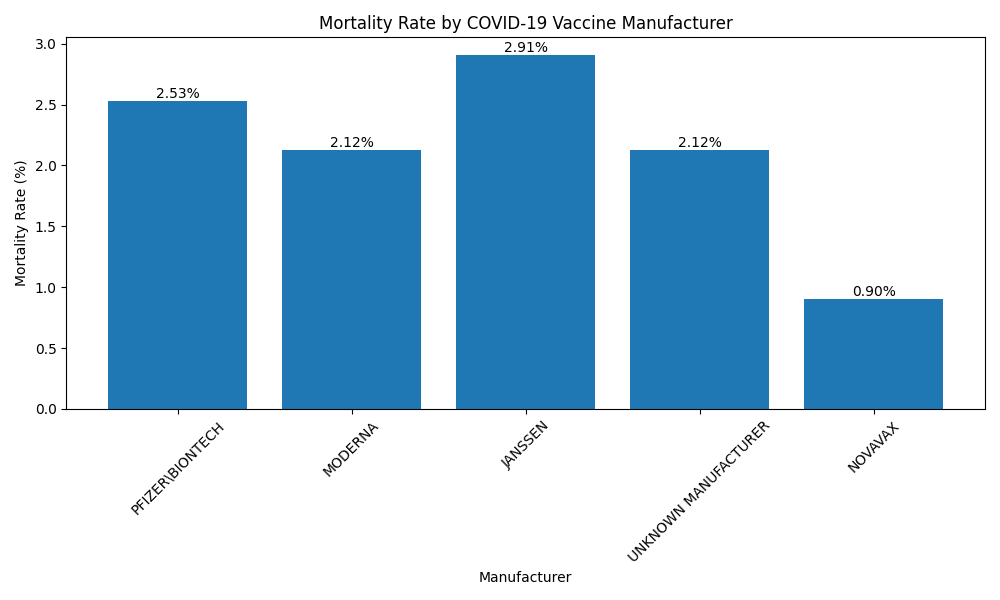 Mortality Rate by COVID-19 Vaccine Manufacturer
Mortality Rate (%)
3.0
2.5
2.0
1.5
1.0
0.5
0.0
2.53%
2.12%
2.91%
2.12%
0.90%
PFIZER\BIONTECH
MODERNA
JANSSEN
UNKNOWN MANUFACTURER
NOVAVAX
Manufacturer